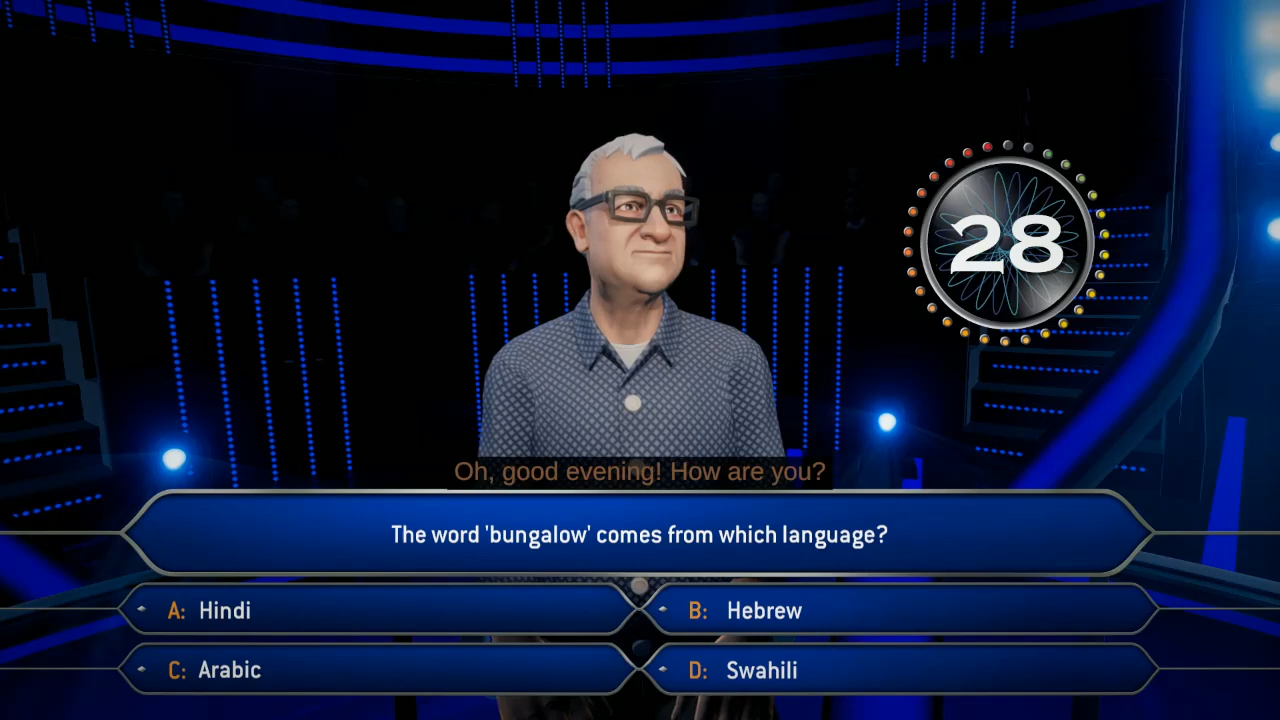 28
Oh, good evening! How are you?
The word 'bungalow' comes from which language?
A: Hindi
B: Hebrew
C: Arabic
D: Swahili